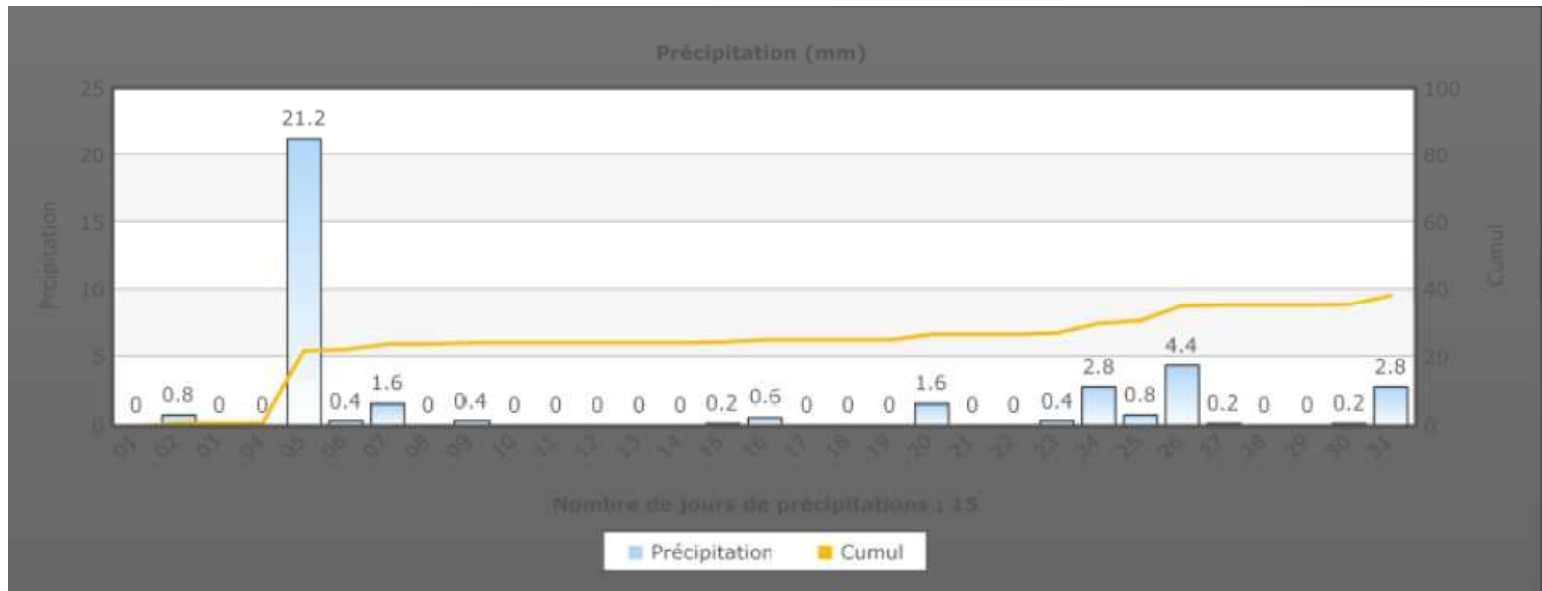 Précipitation (mm)
25 100
21.2
20 80
15 60
10 40
5 20
0 0
Prcipitation
Cumul
0 0.8 0 0 0.4 1.6 0 0.4 0 0 0 0 0 0.2 0.6 0 0 0 1.6 0 0 0.4 2.8 0.8 4.4 0.2 0 0 0.2 2.8
01 02 03 04 05 06 07 08 09 10 11 12 13 14 15 16 17 18 19 20 21 22 23 24 25 26 27 28 29 30 31
Nombre de jours de précipitations : 15
Précipitation Cumul